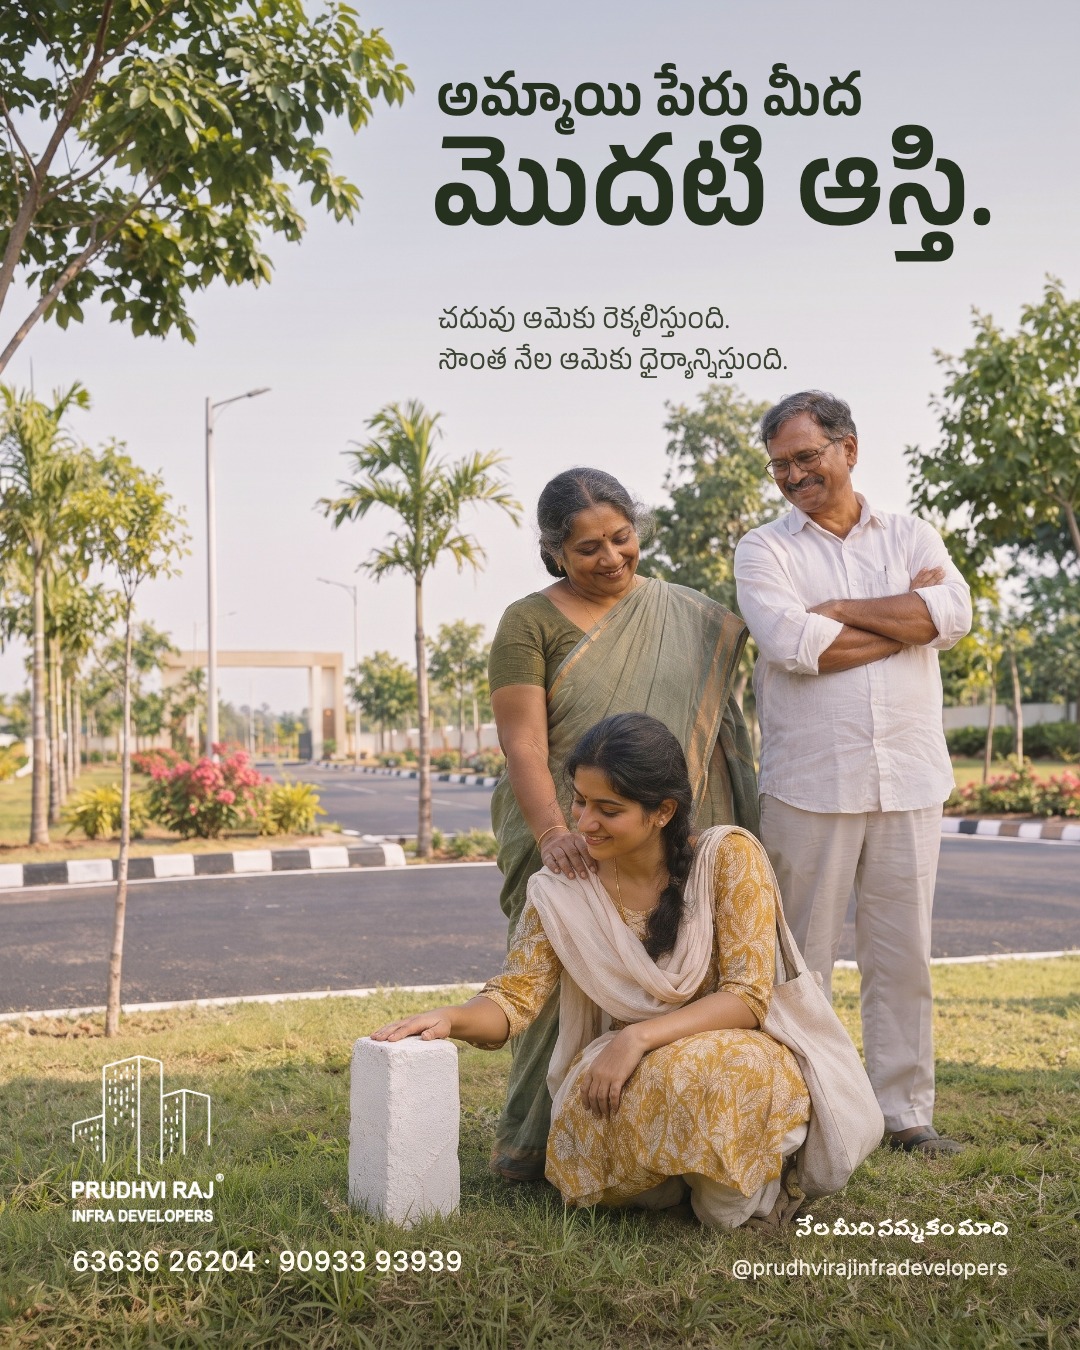 అమ్మాయి పేరు మీద
మొదటి ఆస్తి.
చదువు ఆమెకు రెక్కలిస్తుంది.
సొంత నేల ఆమెకు ధైర్యాన్నిస్తుంది.
PRUDHVI RAJ®
INFRA DEVELOPERS
63636 26204 · 90933 93939
నేల మీది నమ్మకం మాది
@prudhvirajinfradevelopers